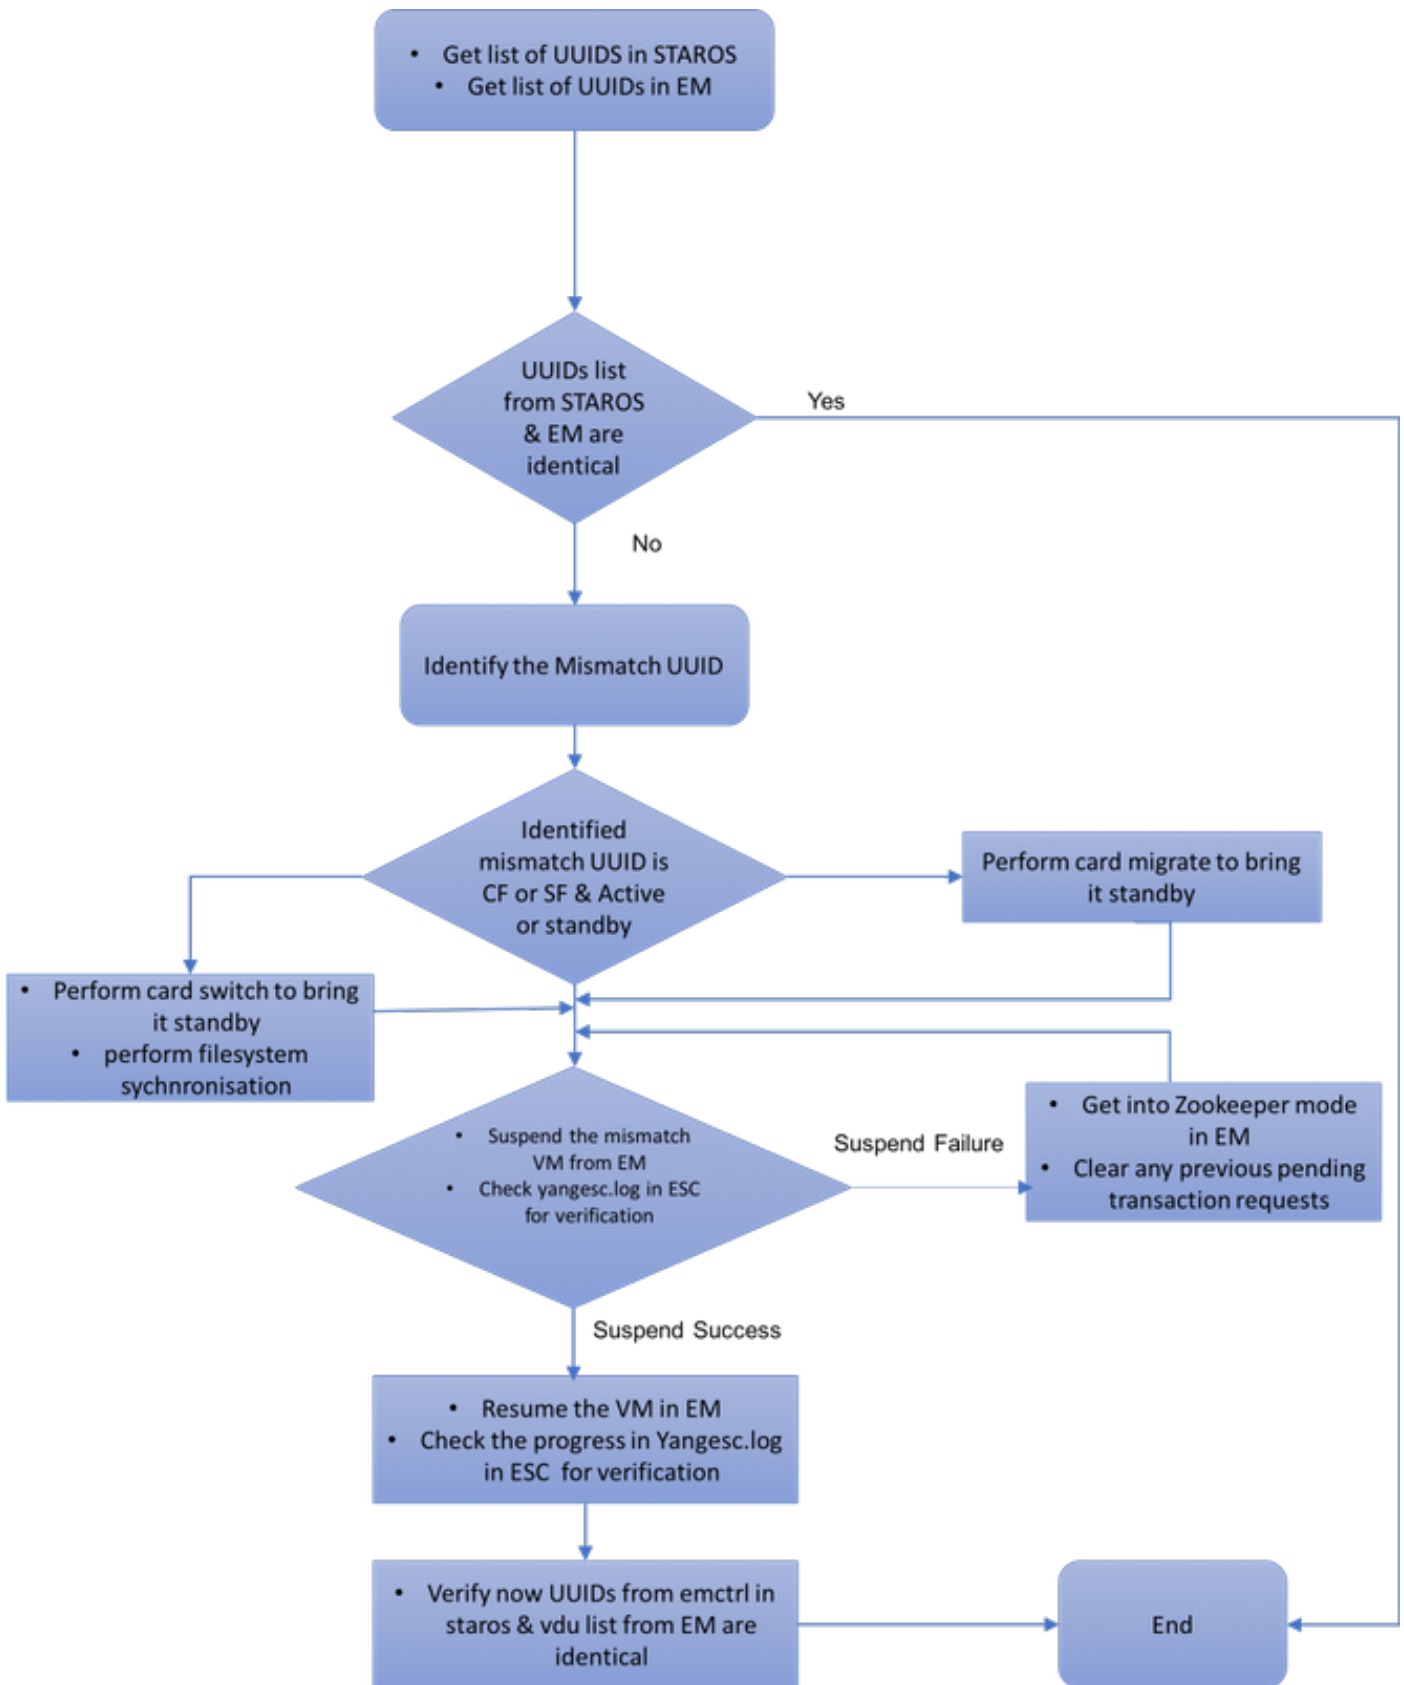 • Get list of UUIDS in STAROS
• Get list of UUIDs in EM
UUIDs list
from STAROS
& EM are
identical
Yes
No
Identify the Mismatch UUID
Identified
mismatch UUID is
CF or SF & Active
or standby
Perform card migrate to bring
it standby
• Perform card switch to bring
it standby
• perform filesystem
sychnronisation
• Suspend the mismatch
VM from EM
• Check yangesc.log in ESC
for verification
Suspend Failure
• Get into Zookeeper mode
in EM
• Clear any previous pending
transaction requests
Suspend Success
• Resume the VM in EM
• Check the progress in Yangesc.log
in ESC for verification
• Verify now UUIDs from emctrl in
staros & vdu list from EM are
identical
End